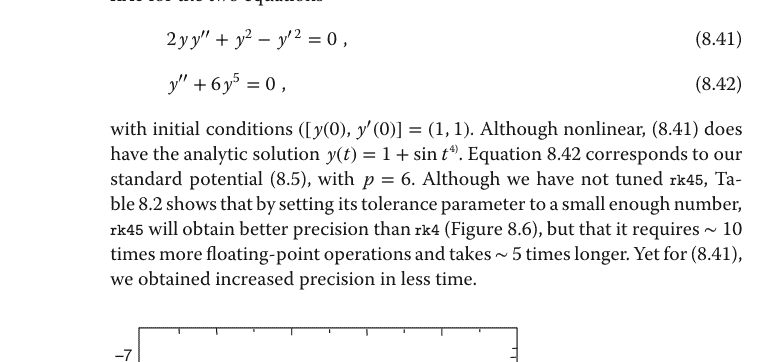 2yy″ + y² − y′² = 0 , (8.41)
y″ + 6y⁵ = 0 , (8.42)
with initial conditions ([y(0), y′(0)] = (1, 1). Although nonlinear, (8.41) does
have the analytic solution y(t) = 1 + sin t⁴⁾. Equation 8.42 corresponds to our
standard potential (8.5), with p = 6. Although we have not tuned rk45, Ta-
ble 8.2 shows that by setting its tolerance parameter to a small enough number,
rk45 will obtain better precision than rk4 (Figure 8.6), but that it requires ∼ 10
times more floating-point operations and takes ∼ 5 times longer. Yet for (8.41),
we obtained increased precision in less time.
−7